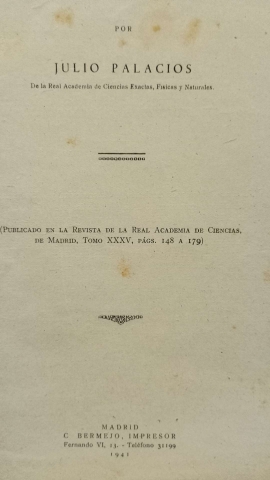 POR
JULIO PALACIOS
De la Real Academia de Ciencias Exactas, Físicas y Naturales.
(Publicado en la Revista de la Real Academia de Ciencias,
de Madrid, Tomo XXXV, págs. 148 a 179)
MADRID
C. BERMEJO, IMPRESOR
Fernando VI, 13. - Teléfono 31199
1941